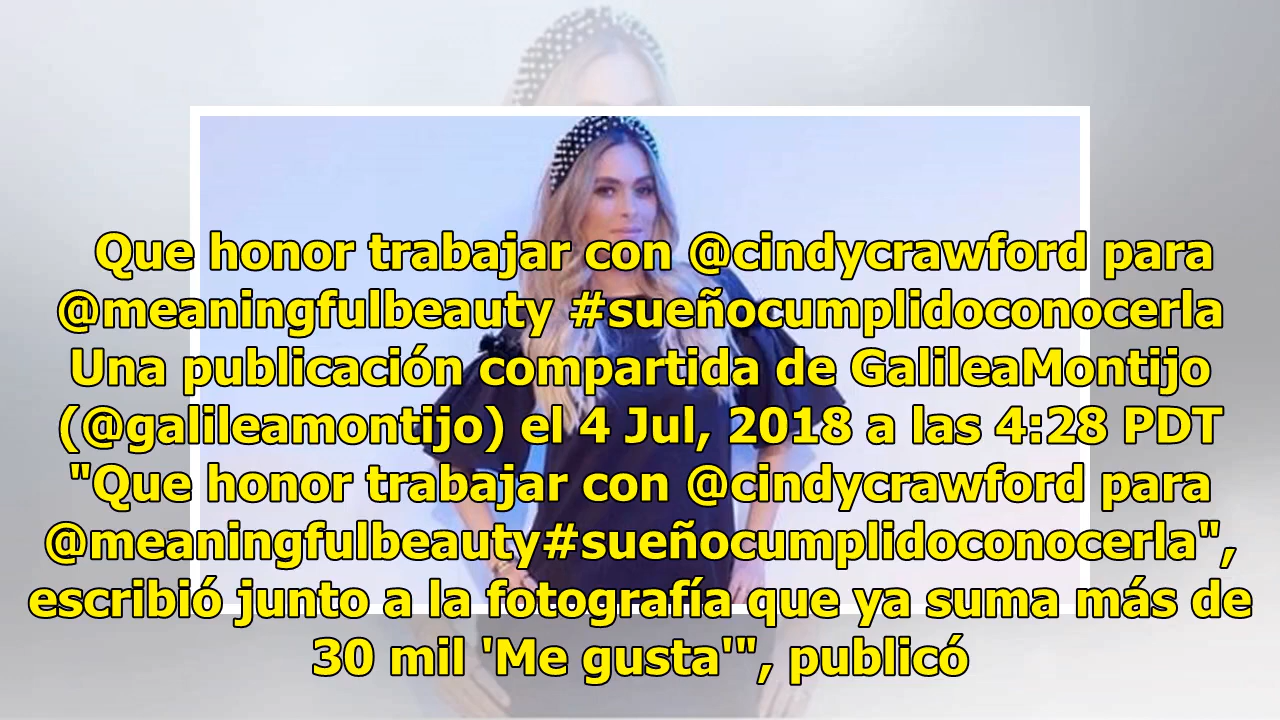 Que honor trabajar con @cindycrawford para
@meaningfulbeauty #sueñocumplidoconocerla
Una publicación compartida de GalileaMontijo
(@galileamontijo) el 4 Jul, 2018 a las 4:28 PDT
"Que honor trabajar con @cindycrawford para
@meaningfulbeauty#sueñocumplidoconocerla",
escribió junto a la fotografía que ya suma más de
30 mil 'Me gusta'", publicó